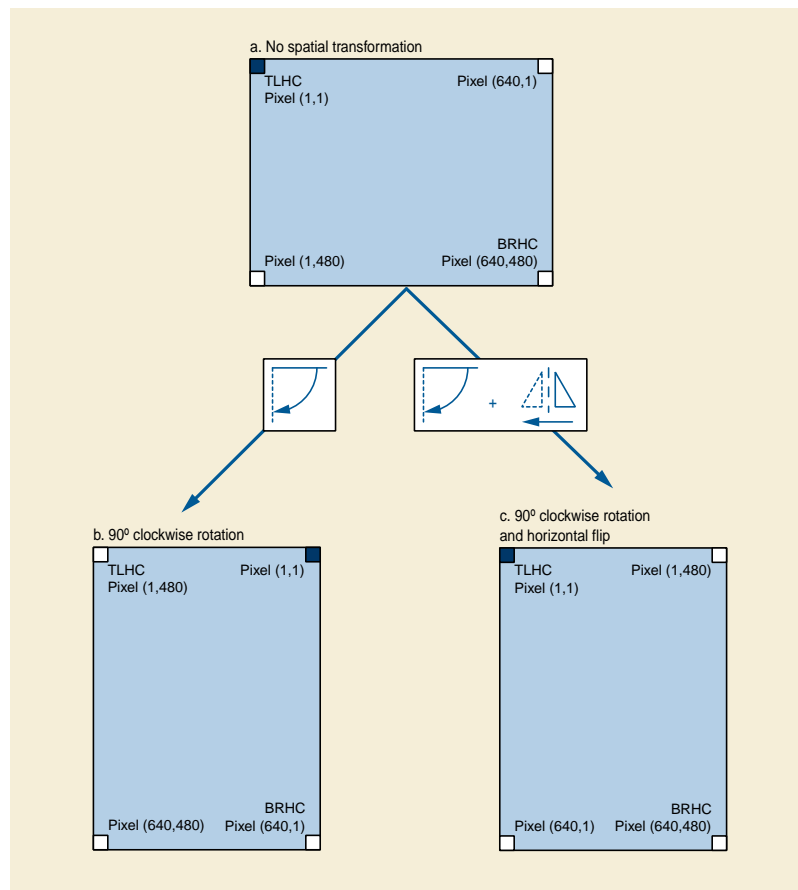 a. No spatial transformation
TLHC
Pixel (1,1)
Pixel (640,1)
Pixel (1,480)
BRHC
Pixel (640,480)
+
b. 90º clockwise rotation
TLHC
Pixel (1,480)
Pixel (1,1)
Pixel (640,480)
BRHC
Pixel (640,1)
c. 90º clockwise rotation
and horizontal flip
TLHC
Pixel (1,1)
Pixel (1,480)
Pixel (640,1)
BRHC
Pixel (640,480)